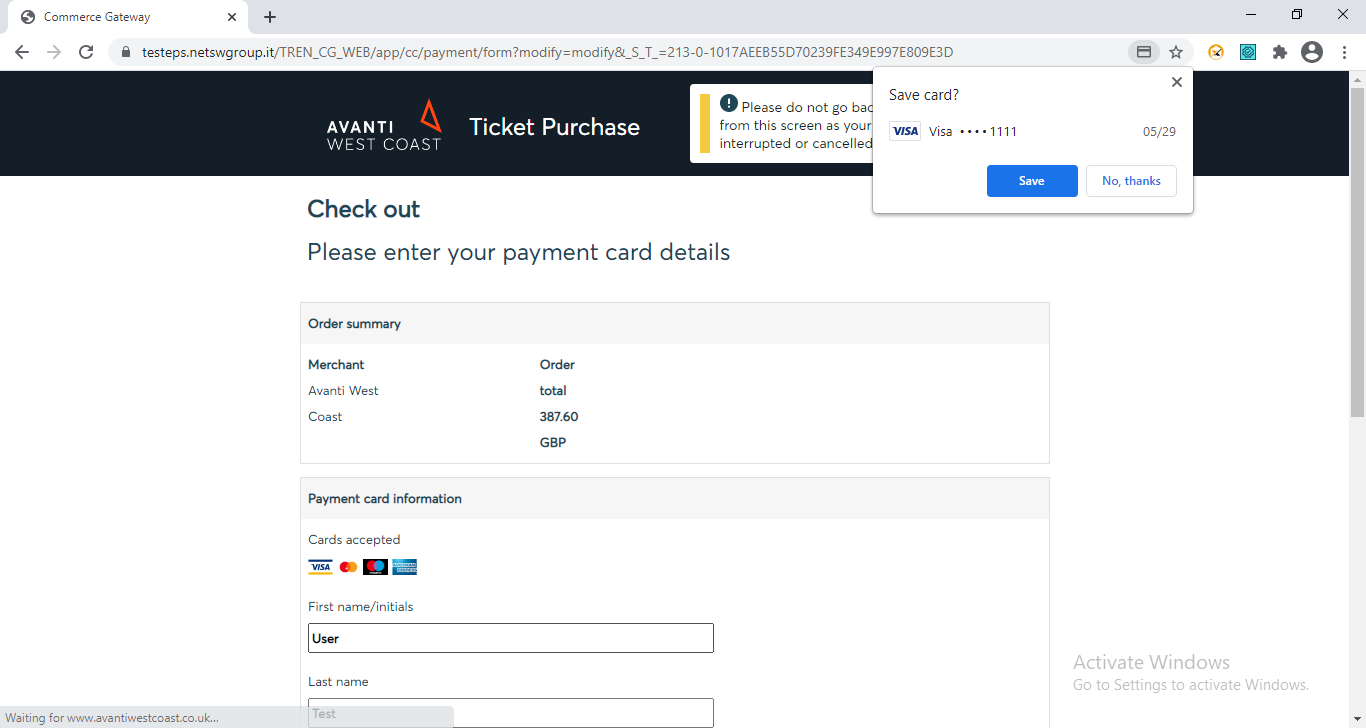 Commerce Gateway
testeps.netswgroup.it/TREN_CG_WEB/app/cc/payment/form?modify=modify&_S_T_=213-0-1017AEEB55D70239FE349E997E809E3D
AVANTI
WEST COAST
Ticket Purchase
Please do not go bac
from this screen as your
interrupted or cancelled
Save card?
VISA Visa •••• 1111 05/29
Save No, thanks
Check out
Please enter your payment card details
Order summary
Merchant Order
Avanti West total
Coast 387.60
GBP
Payment card information
Cards accepted
VISA
First name/initials
User
Last name
Test
Activate Windows
Go to Settings to activate Windows.
Waiting for www.avantiwestcoast.co.uk...